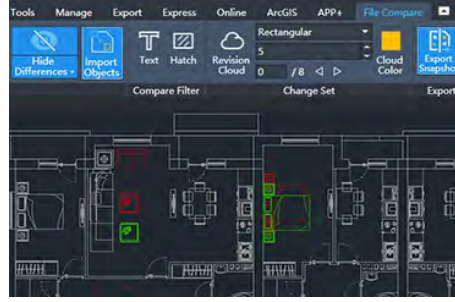 Tools Manage Export Express Online ArcGIS APP+ File Compare
Hide Differences
Import Objects
Text
Hatch
Revision Cloud
Rectangular
5
0 /8
Cloud Color
Export Snapsho
Compare Filter Change Set Export